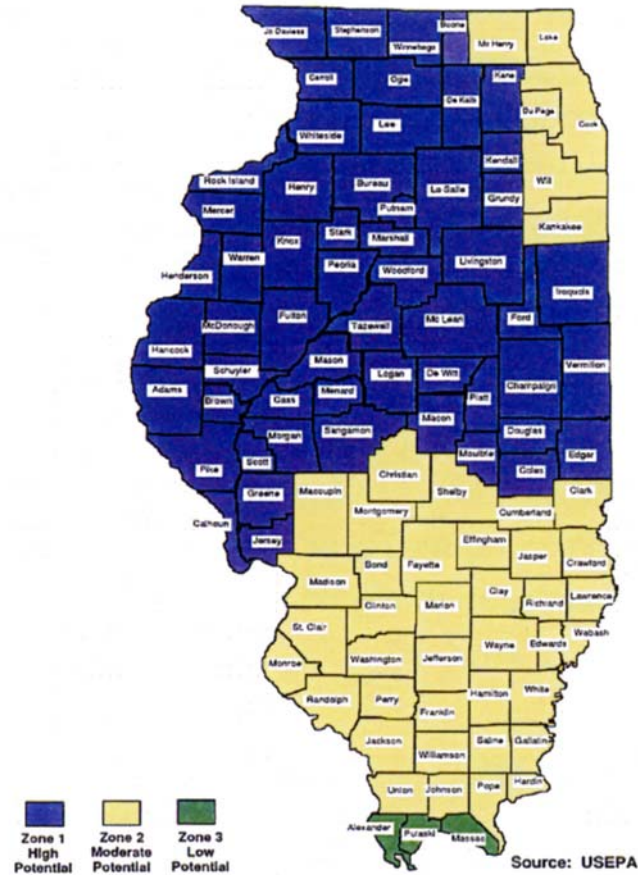 Jo Daviess
Stephenson
Winnebago
Boone
Mc Henry
Lake
Carroll
Ogle
De Kalb
Kane
Du Page
Cook
Whiteside
Lee
Kendall
Will
Rock Island
Henry
Bureau
La Salle
Grundy
Putnam
Mercer
Kankakee
Stark
Marshall
Knox
Warren
Henderson
Peoria
Woodford
Livingston
Iroquois
Ford
Fulton
Tazewell
Mc Lean
McDonough
Hancock
Schuyler
Mason
Logan
De Witt
Vermilion
Champaign
Adams
Brown
Cass
Menard
Piatt
Macon
Morgan
Sangamon
Douglas
Moultrie
Edgar
Pike
Scott
Christian
Coles
Greene
Macoupin
Shelby
Clark
Montgomery
Cumberland
Calhoun
Jersey
Effingham
Jasper
Crawford
Bond
Fayette
Madison
Clay
Richland
Lawrence
Clinton
Marion
St. Clair
Wayne
Edwards
Wabash
Washington
Jefferson
Monroe
Randolph
Perry
Hamilton
White
Franklin
Jackson
Williamson
Saline
Gallatin
Union
Johnson
Pope
Hardin
Alexander
Pulaski
Massac
Zone 1
High
Potential
Zone 2
Moderate
Potential
Zone 3
Low
Potential
Source: USEPA